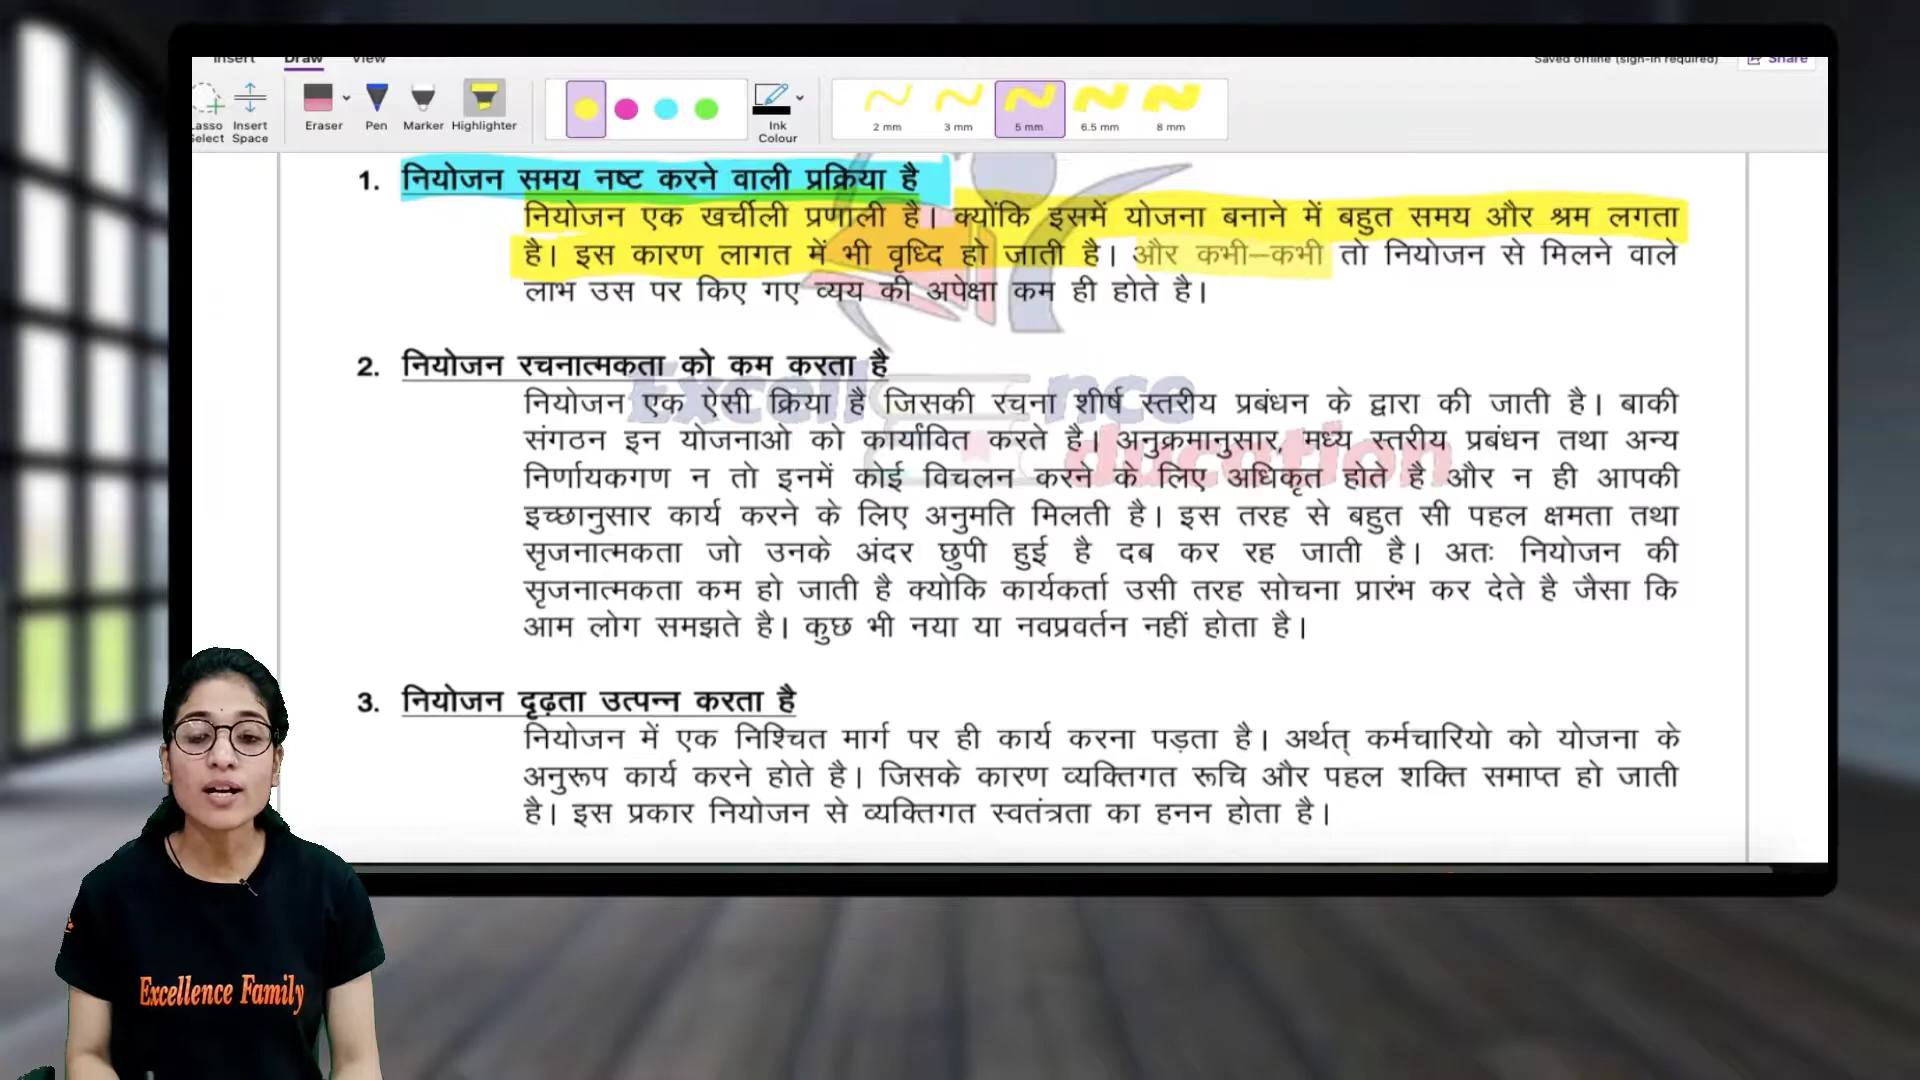 Insert Draw View
Saved offline (sign-in required) Share
Lasso Select
Insert Space
Eraser
Pen
Marker
Highlighter
Ink Colour
2 mm
3 mm
5 mm
6.5 mm
8 mm
1. नियोजन समय नष्ट करने वाली प्रक्रिया है
नियोजन एक खर्चीली प्रणाली है। क्योंकि इसमें योजना बनाने में बहुत समय और श्रम लगता
है। इस कारण लागत में भी वृध्दि हो जाती है। और कभी–कभी तो नियोजन से मिलने वाले
लाभ उस पर किए गए व्यय की अपेक्षा कम ही होते है।
2. नियोजन रचनात्मकता को कम करता है
नियोजन एक ऐसी क्रिया है जिसकी रचना शीर्ष स्तरीय प्रबंधन के द्वारा की जाती है। बाकी
संगठन इन योजनाओ को कार्यांवित करते है। अनुक्रमानुसार, मध्य स्तरीय प्रबंधन तथा अन्य
निर्णायकगण न तो इनमें कोई विचलन करने के लिए अधिकृत होते है और न ही आपकी
इच्छानुसार कार्य करने के लिए अनुमति मिलती है। इस तरह से बहुत सी पहल क्षमता तथा
सृजनात्मकता जो उनके अंदर छुपी हुई है दब कर रह जाती है। अतः नियोजन की
सृजनात्मकता कम हो जाती है क्योकि कार्यकर्ता उसी तरह सोचना प्रारंभ कर देते है जैसा कि
आम लोग समझते है। कुछ भी नया या नवप्रवर्तन नहीं होता है।
3. नियोजन दृढ़ता उत्पन्न करता है
नियोजन में एक निश्चित मार्ग पर ही कार्य करना पड़ता है। अर्थत् कर्मचारियो को योजना के
अनुरूप कार्य करने होते है। जिसके कारण व्यक्तिगत रूचि और पहल शक्ति समाप्त हो जाती
है। इस प्रकार नियोजन से व्यक्तिगत स्वतंत्रता का हनन होता है।
Excellence Family